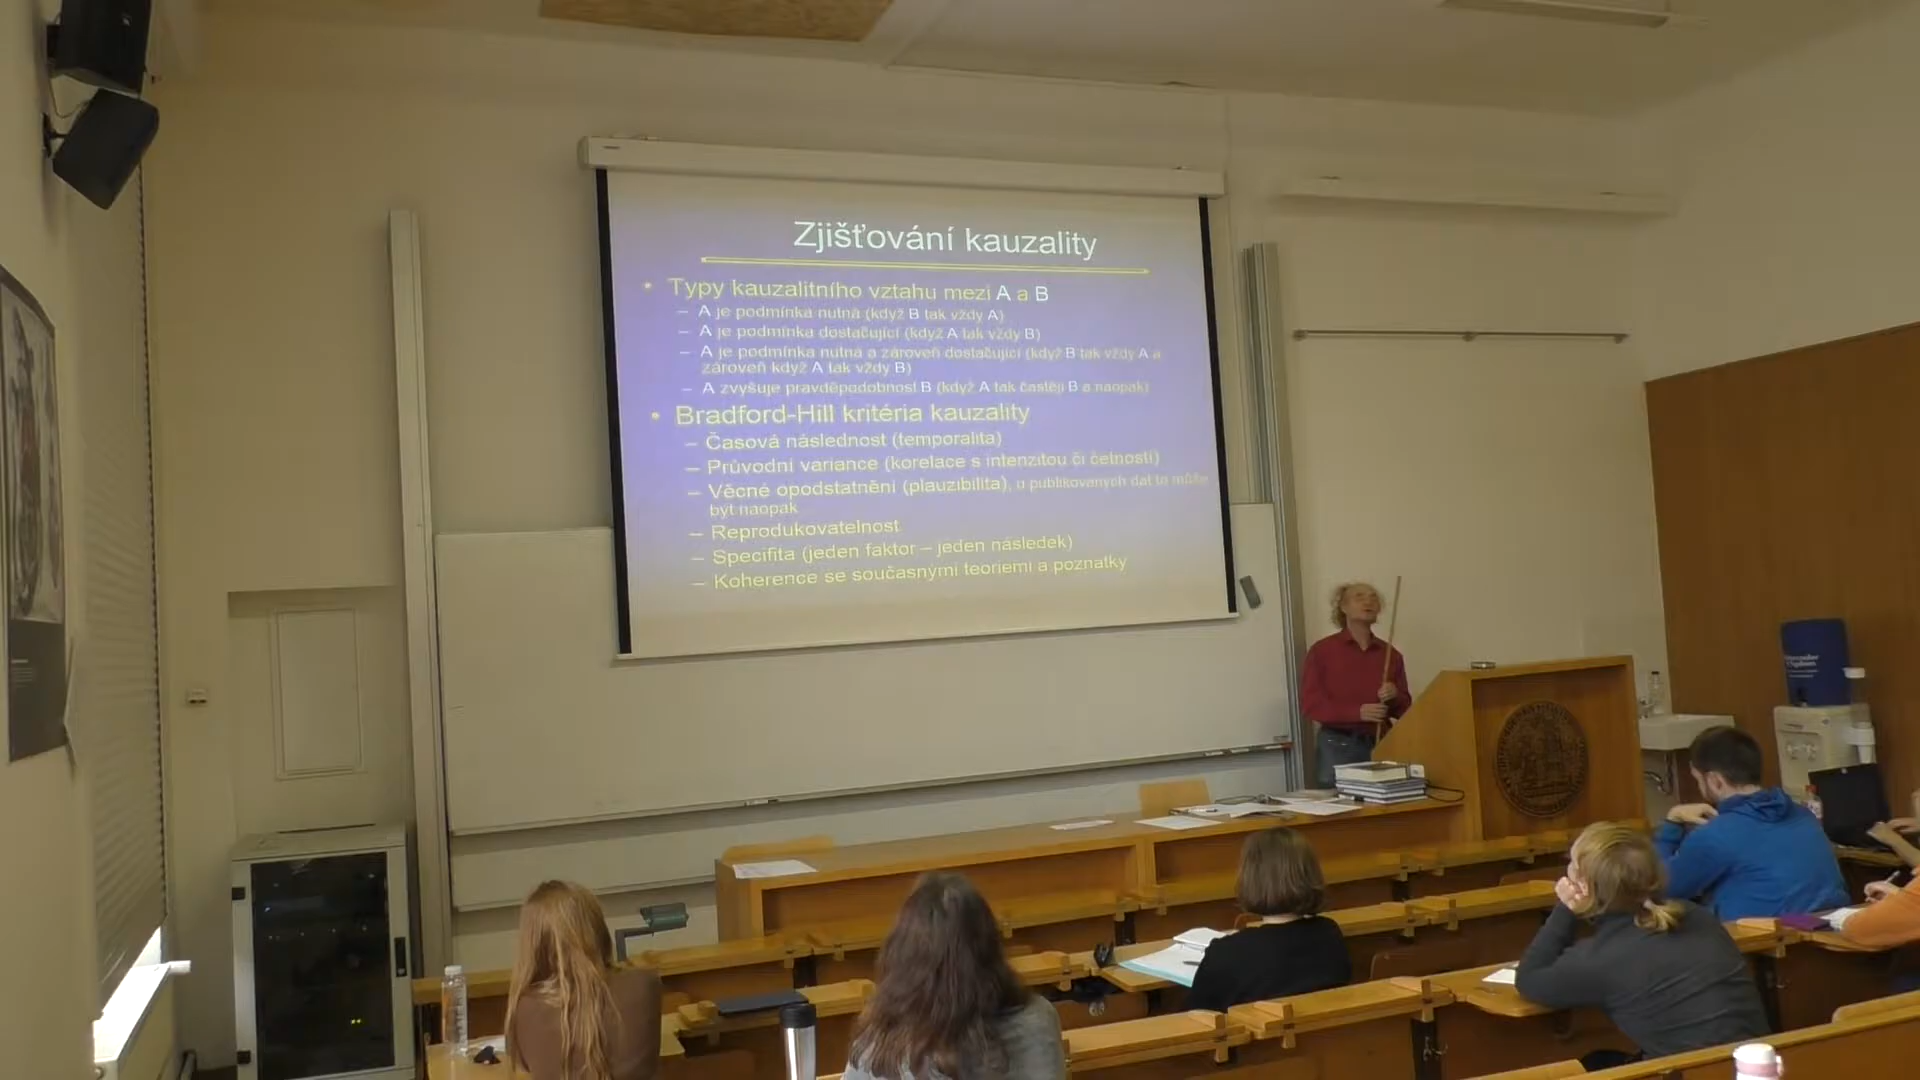 Zjišťování kauzality
• Typy kauzalitního vztahu mezi A a B
– A je podmínka nutná (když B tak vždy A)
– A je podmínka dostačující (když A tak vždy B)
– A je podmínka nutná a zároveň dostačující (když B tak vždy A a
zároveň když A tak vždy B)
– A zvyšuje pravděpodobnost B (když A tak častěji B a naopak)
• Bradford-Hill kritéria kauzality
– Časová následnost (temporalita)
– Průvodní variance (korelace s intenzitou či četností)
– Věcné opodstatnění (plauzibilita), u publikovaných dat to může
být naopak
– Reprodukovatelnost
– Specifita (jeden faktor – jeden následek)
– Koherence se současnými teoriemi a poznatky